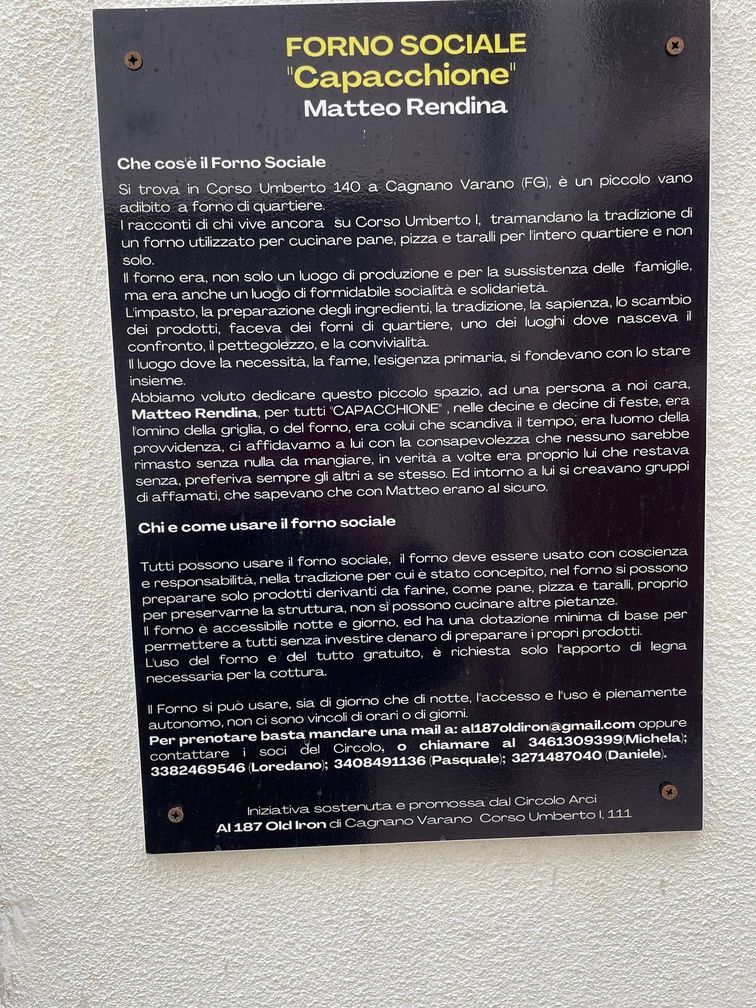 FORNO SOCIALE
"Capacchione"
Matteo Rendina
Che cos'è il Forno Sociale
Si trova in Corso Umberto 140 a Cagnano Varano (FG), è un piccolo vano
adibito a forno di quartiere.
I racconti di chi vive ancora su Corso Umberto I, tramandano la tradizione di
un forno utilizzato per cucinare pane, pizza e taralli per l'intero quartiere e non
solo.
Il forno era, non solo un luogo di produzione e per la sussistenza delle famiglie,
ma era anche un luogo di formidabile socialità e solidarietà.
L'impasto, la preparazione degli ingredienti, la tradizione, la sapienza, lo scambio
dei prodotti, faceva dei forni di quartiere, uno dei luoghi dove nasceva il
confronto, il pettegolezzo, e la convivialità.
Il luogo dove la necessità, la fame, l'esigenza primaria, si fondevano con lo stare
insieme.
Abbiamo voluto dedicare questo piccolo spazio, ad una persona a noi cara,
Matteo Rendina, per tutti "CAPACCHIONE" , nelle decine e decine di feste, era
l'omino della griglia, o del forno, era colui che scandiva il tempo, era l'uomo della
provvidenza, ci affidavamo a lui con la consapevolezza che nessuno sarebbe
rimasto senza nulla da mangiare, in verità a volte era proprio lui che restava
senza, preferiva sempre gli altri a se stesso. Ed intorno a lui si creavano gruppi
di affamati, che sapevano che con Matteo erano al sicuro.
Chi e come usare il forno sociale
Tutti possono usare il forno sociale, il forno deve essere usato con coscienza
e responsabilità, nella tradizione per cui è stato concepito, nel forno si possono
preparare solo prodotti derivanti da farine, come pane, pizza e taralli, proprio
per preservarne la struttura, non si possono cucinare altre pietanze.
Il forno è accessibile notte e giorno, ed ha una dotazione minima di base per
permettere a tutti senza investire denaro di preparare i propri prodotti.
L'uso del forno e del tutto gratuito, è richiesta solo l'apporto di legna
necessaria per la cottura.
Il Forno si può usare, sia di giorno che di notte, l'accesso e l'uso è pienamente
autonomo, non ci sono vincoli di orari o di giorni.
Per prenotare basta mandare una mail a: al187oldiron@gmail.com oppure
contattare i soci del Circolo, o chiamare al 3461309399(Michela);
3382469546 (Loredano); 3408491136 (Pasquale); 3271487040 (Daniele).
Iniziativa sostenuta e promossa dal Circolo Arci
Al 187 Old Iron di Cagnano Varano Corso Umberto I, 111